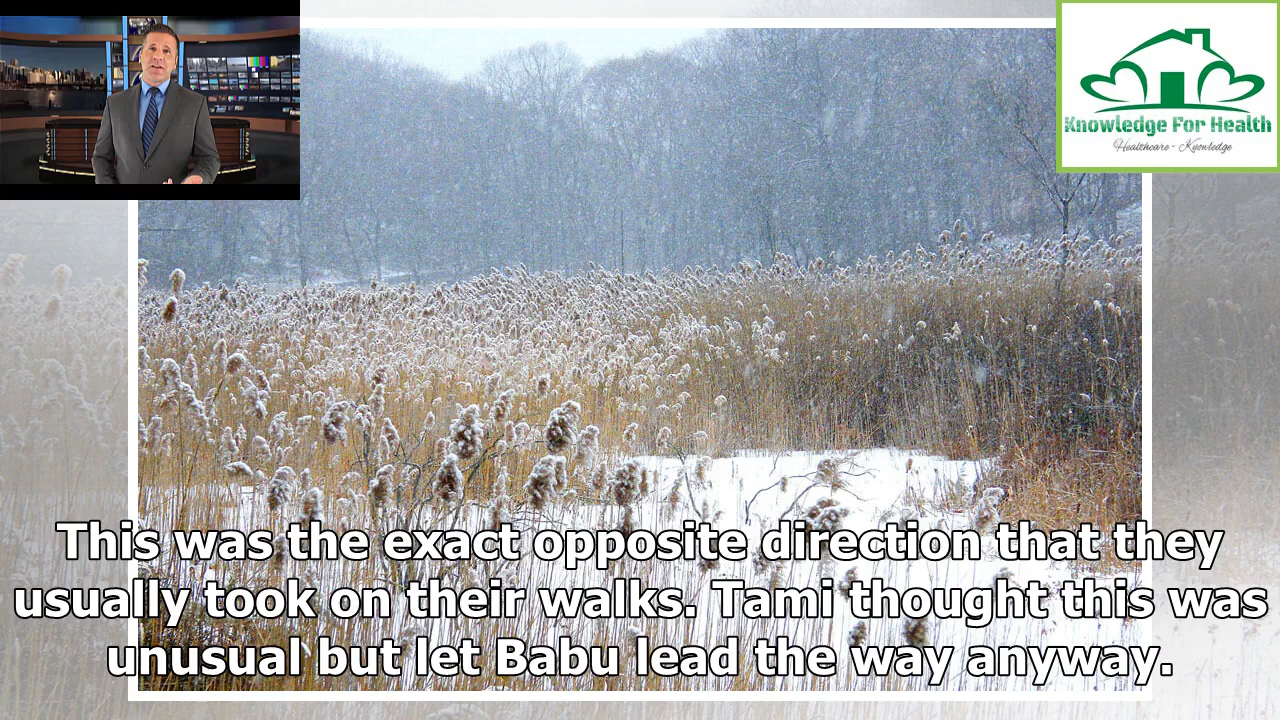 Knowledge For Health
Healthcare - Knowledge
This was the exact opposite direction that they
usually took on their walks. Tami thought this was
unusual but let Babu lead the way anyway.